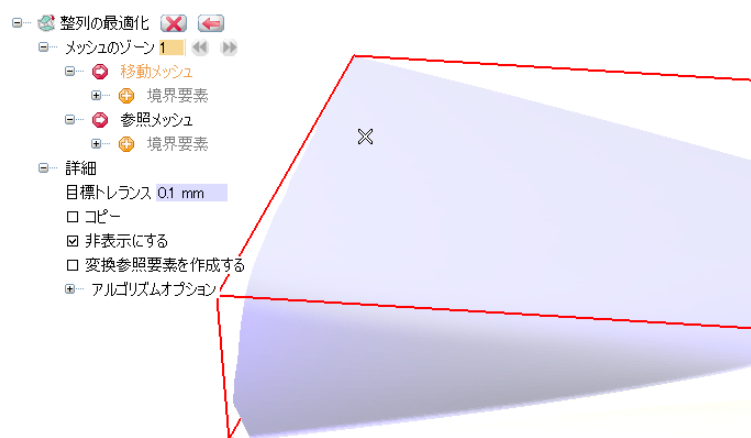 整列の最適化
メッシュのゾーン 1
移動メッシュ
境界要素
参照メッシュ
境界要素
詳細
目標トレランス 0.1 mm
コピー
非表示にする
変換参照要素を作成する
アルゴリズムオプション